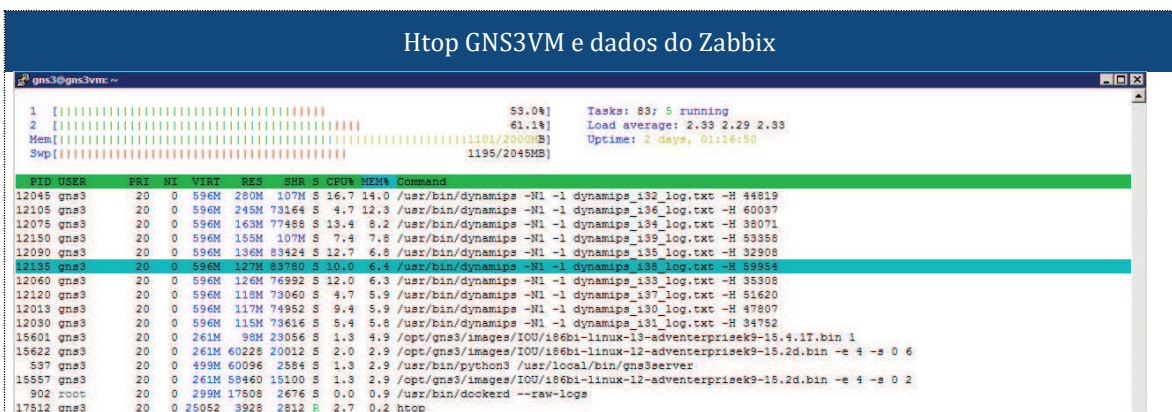 Htop GNS3VM e dados do Zabbix
gns3@gns3vm: ~
1 [||||||||||||||||||||||||||||||||||||| 53.0%] Tasks: 83; 5 running
2 [|||||||||||||||||||||||||||||||||||||||||| 61.1%] Load average: 2.33 2.29 2.33
Mem[||||||||||||||||||||||||||||||||||||||||||||||||||||||||||1101/2000MB] Uptime: 2 days, 01:16:50
Swp[|||||||||||||||||||||||||||||||||||||||| 1195/2045MB]
PID USER PRI NI VIRT RES SHR S CPU% MEM% Command
12045 gns3 20 0 596M 280M 107M S 16.7 14.0 /usr/bin/dynamips -N1 -l dynamips_i32_log.txt -H 44819
12105 gns3 20 0 596M 245M 73164 S 4.7 12.3 /usr/bin/dynamips -N1 -l dynamips_i36_log.txt -H 60037
12075 gns3 20 0 596M 163M 77488 S 13.4 8.2 /usr/bin/dynamips -N1 -l dynamips_i34_log.txt -H 38071
12150 gns3 20 0 596M 155M 107M S 7.4 7.8 /usr/bin/dynamips -N1 -l dynamips_i39_log.txt -H 53358
12090 gns3 20 0 596M 136M 83424 S 12.7 6.8 /usr/bin/dynamips -N1 -l dynamips_i35_log.txt -H 32908
12135 gns3 20 0 596M 127M 83780 S 10.0 6.4 /usr/bin/dynamips -N1 -l dynamips_i38_log.txt -H 59954
12060 gns3 20 0 596M 126M 76992 S 12.0 6.3 /usr/bin/dynamips -N1 -l dynamips_i33_log.txt -H 35308
12120 gns3 20 0 596M 118M 73060 S 4.7 5.9 /usr/bin/dynamips -N1 -l dynamips_i37_log.txt -H 51620
12013 gns3 20 0 596M 117M 74952 S 9.4 5.9 /usr/bin/dynamips -N1 -l dynamips_i30_log.txt -H 47807
12030 gns3 20 0 596M 115M 73616 S 5.4 5.8 /usr/bin/dynamips -N1 -l dynamips_i31_log.txt -H 34752
15601 gns3 20 0 261M 98M 23056 S 1.3 4.9 /opt/gns3/images/IOU/i86bi-linux-l3-adventerprisek9-15.4.1T.bin 1
15622 gns3 20 0 261M 60228 20012 S 2.0 2.9 /opt/gns3/images/IOU/i86bi-linux-l2-adventerprisek9-15.2d.bin -e 4 -s 0 6
537 gns3 20 0 499M 60096 2584 S 1.3 2.9 /usr/bin/python3 /usr/local/bin/gns3server
15557 gns3 20 0 261M 58460 15100 S 1.3 2.9 /opt/gns3/images/IOU/i86bi-linux-l2-adventerprisek9-15.2d.bin -e 4 -s 0 2
902 root 20 0 299M 17508 2676 S 0.0 0.9 /usr/bin/dockerd --raw-logs
17512 gns3 20 0 25052 3928 2812 R 2.7 0.2 htop